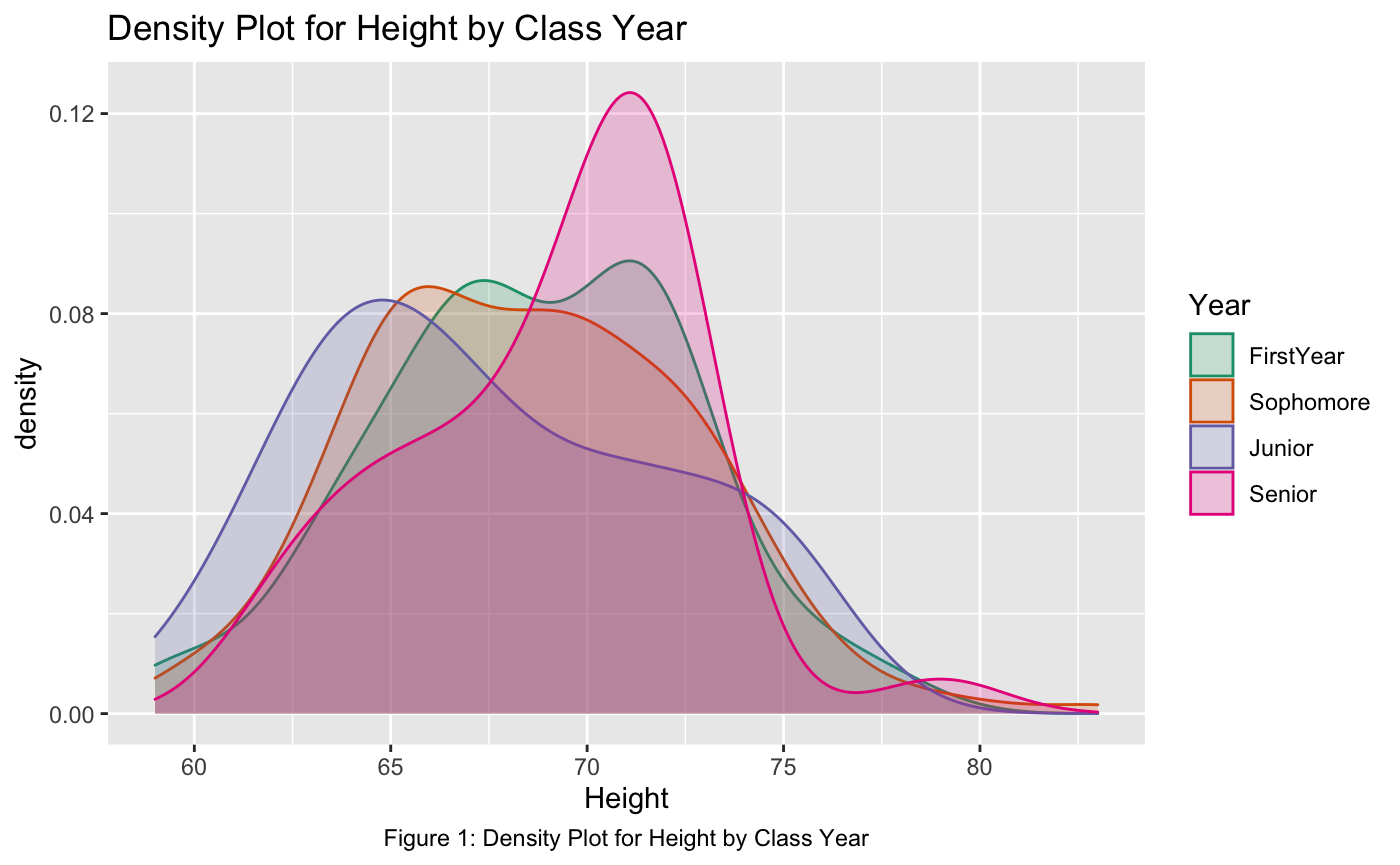 Density Plot for Height by Class Year
0.12
0.08
0.04
0.00
density
60 65 70 75 80
Height
Year
FirstYear
Sophomore
Junior
Senior
Figure 1: Density Plot for Height by Class Year